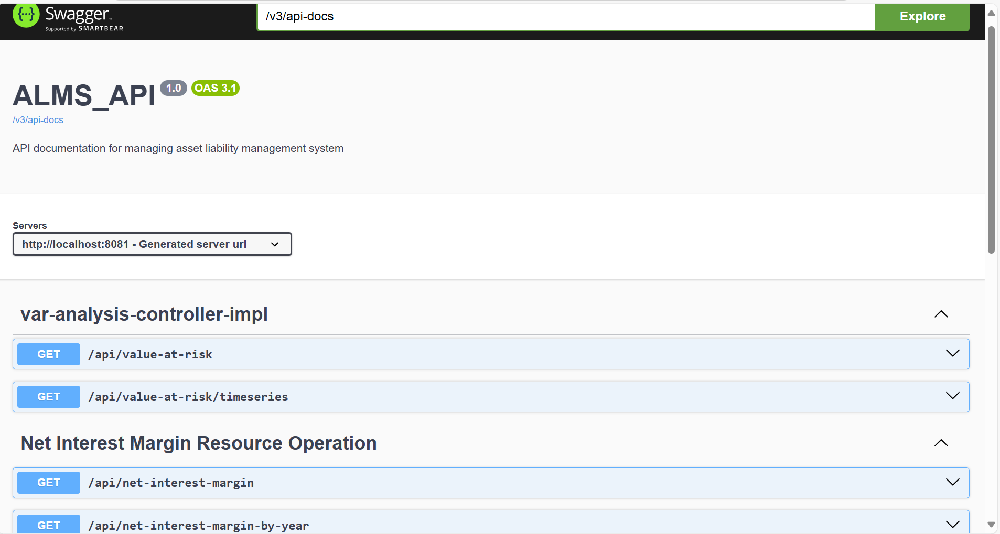 {…} Swagger™
Supported by SMARTBEAR
/v3/api-docs
Explore
ALMS_API 1.0 OAS 3.1
/v3/api-docs
API documentation for managing asset liability management system
Servers
http://localhost:8081 - Generated server url
var-analysis-controller-impl
GET /api/value-at-risk
GET /api/value-at-risk/timeseries
Net Interest Margin Resource Operation
GET /api/net-interest-margin
GET /api/net-interest-margin-by-year